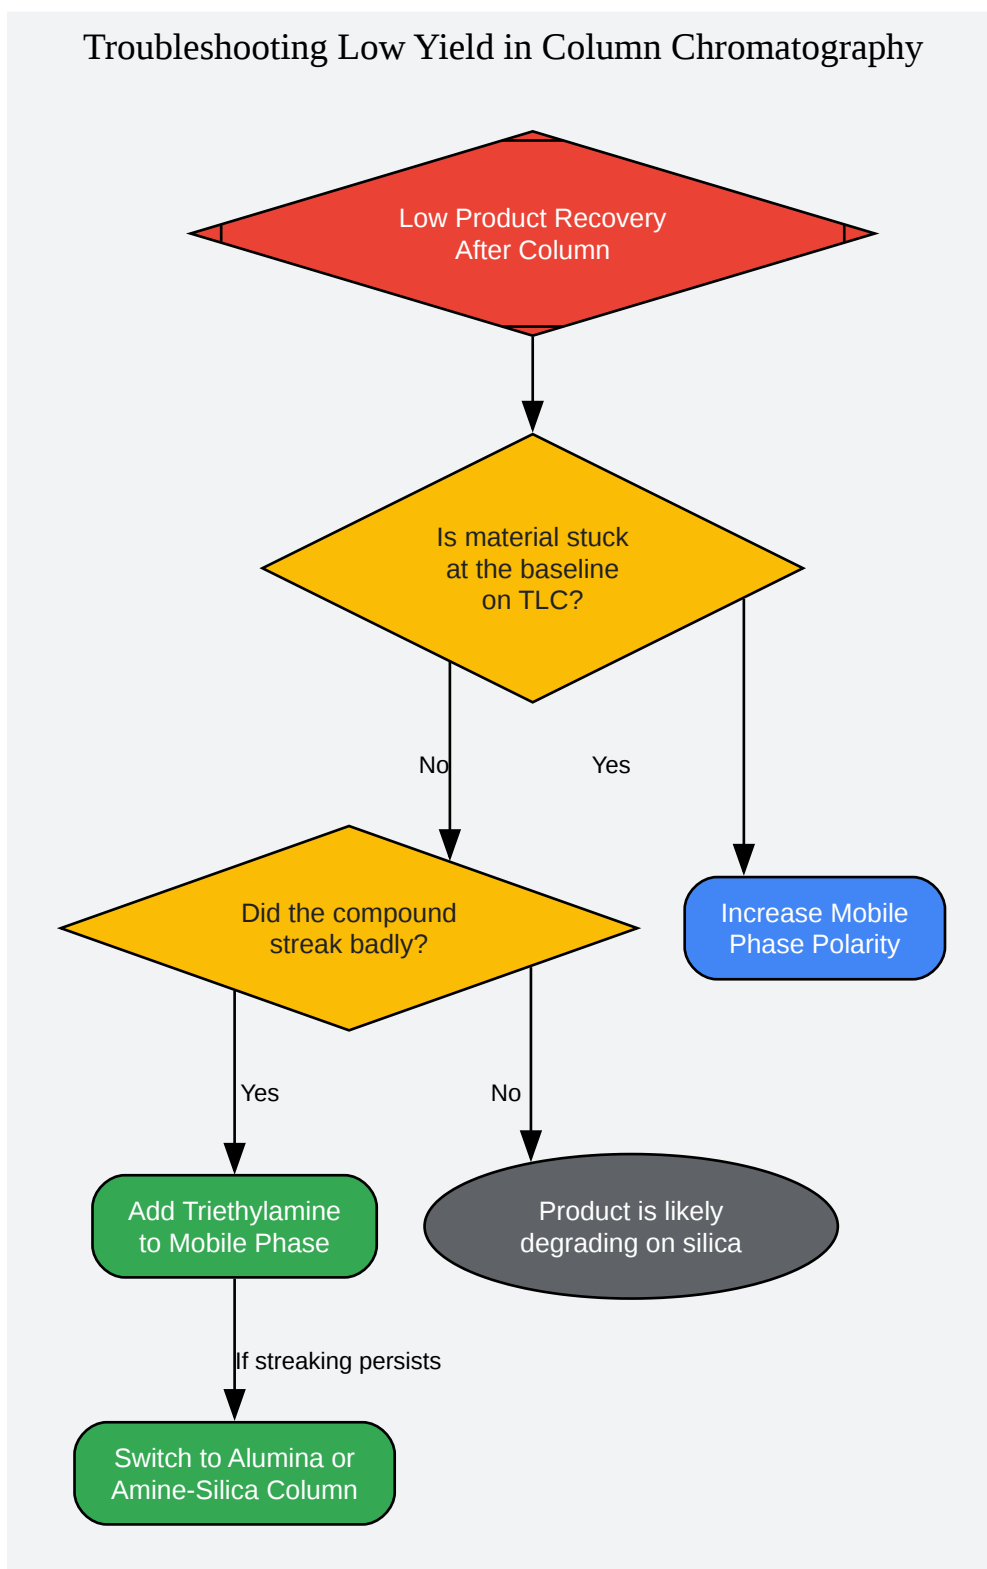 Troubleshooting Low Yield in Column Chromatography
Low Product Recovery
After Column
Is material stuck
at the baseline
on TLC?
No
Yes
Did the compound
streak badly?
Increase Mobile
Phase Polarity
Yes
No
Add Triethylamine
to Mobile Phase
Product is likely
degrading on silica
If streaking persists
Switch to Alumina or
Amine-Silica Column